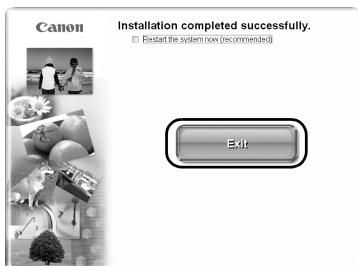 Canon
Installation completed successfully.
Restart the system now (recommended)
Exit